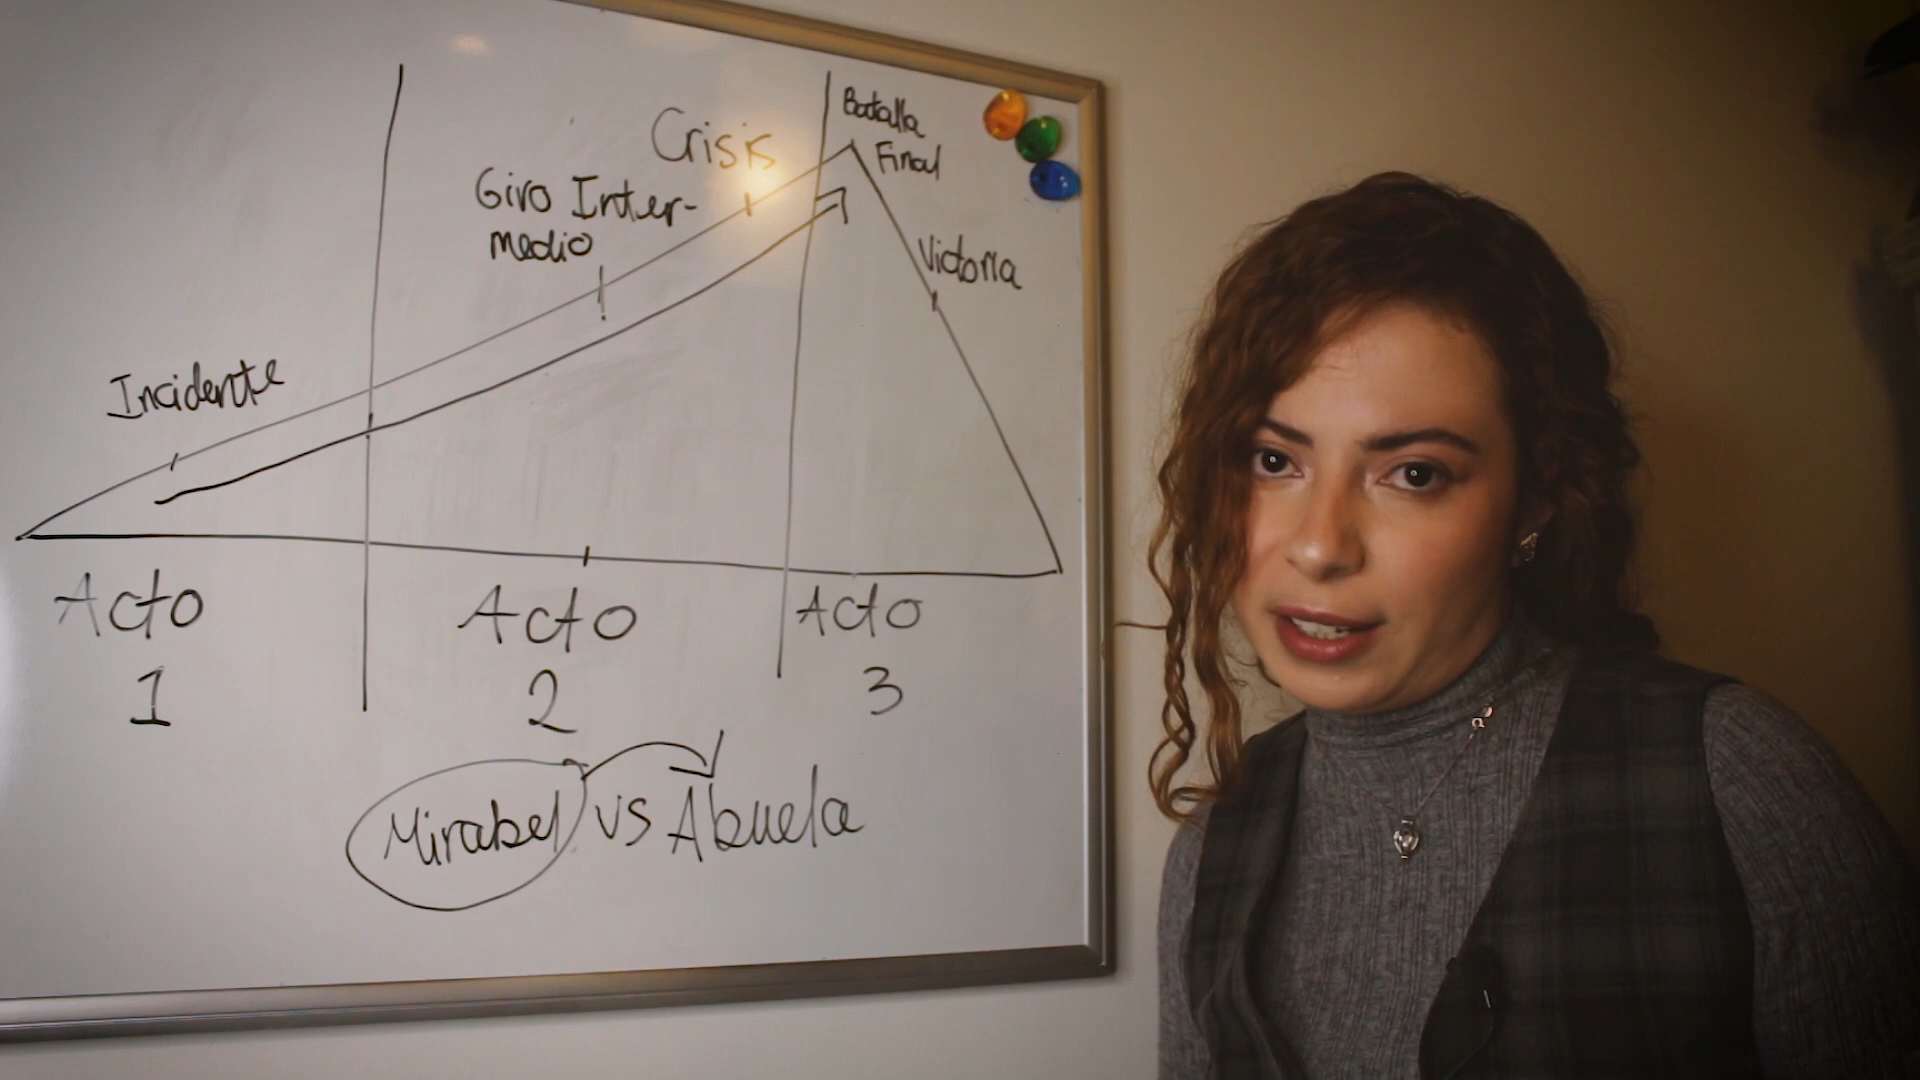 Batalla
Final
Crisis
Giro Inter-
medio
Victoria
Incidente
Acto
1
Acto
2
Acto
3
Mirabel vs Abuela